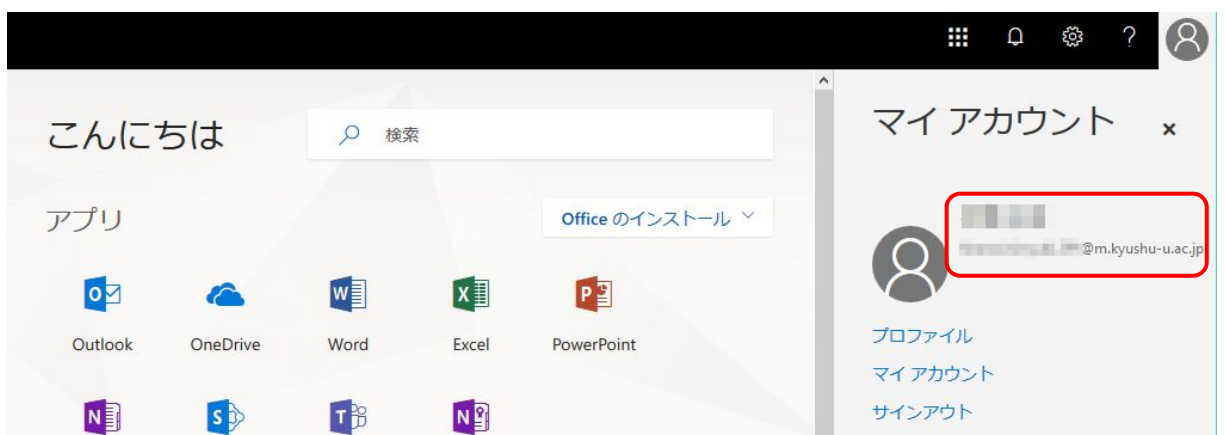 ?
こんにちは
検索
マイ アカウント
×
アプリ
Office のインストール
@m.kyushu-u.ac.jp
Outlook
OneDrive
Word
Excel
PowerPoint
プロファイル
マイ アカウント
サインアウト